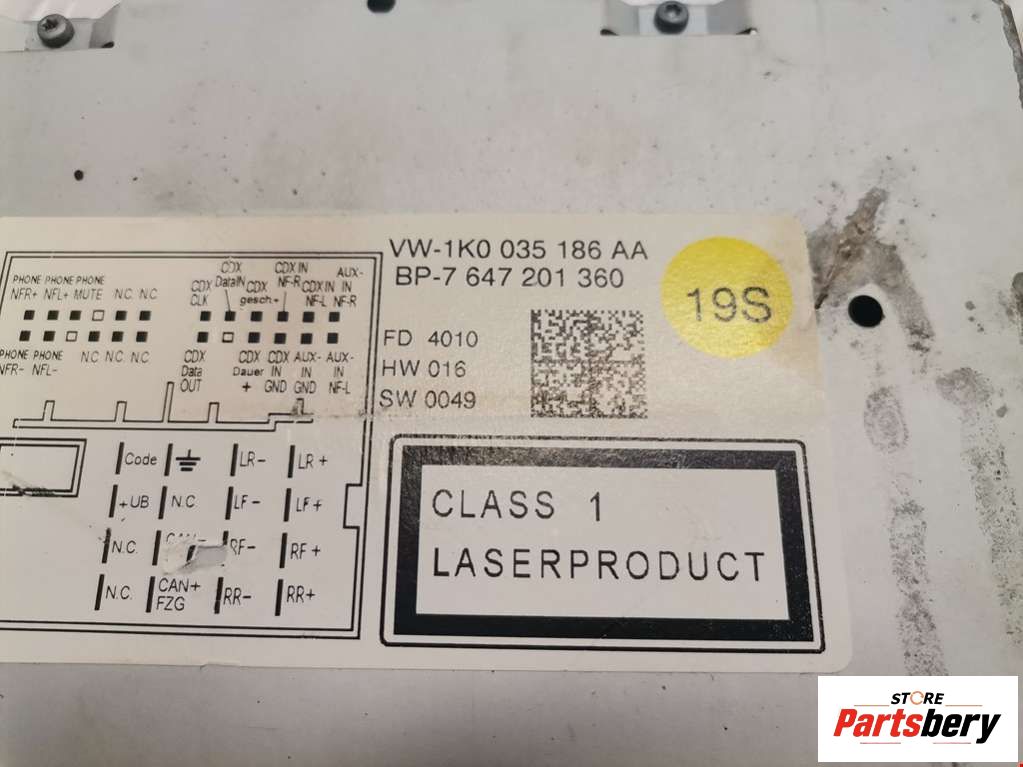 VW-1K0 035 186 AA
BP-7 647 201 360
19S
FD 4010
HW 016
SW 0049
PHONE PHONE PHONE
NFR+ NFL+ MUTE N.C. N.C
PHONE PHONE
NFR- NFL-
N.C N.C N.C
CDX
CLK
CDX
DataIN
CDX
gesch.+
CDX IN
NF-R
CDX IN
NF-L
AUX-
IN
NF-R
CDX
Data
OUT
CDX
Dauer
+
CDX
IN
GND
AUX-
IN
GND
AUX-
IN
NF-L
Code LR- LR+
+UB N.C LF- LF+
N.C. RF- RF+
N.C. CAN+
FZG
RR- RR+
CLASS 1
LASERPRODUCT
STORE
Partsbery